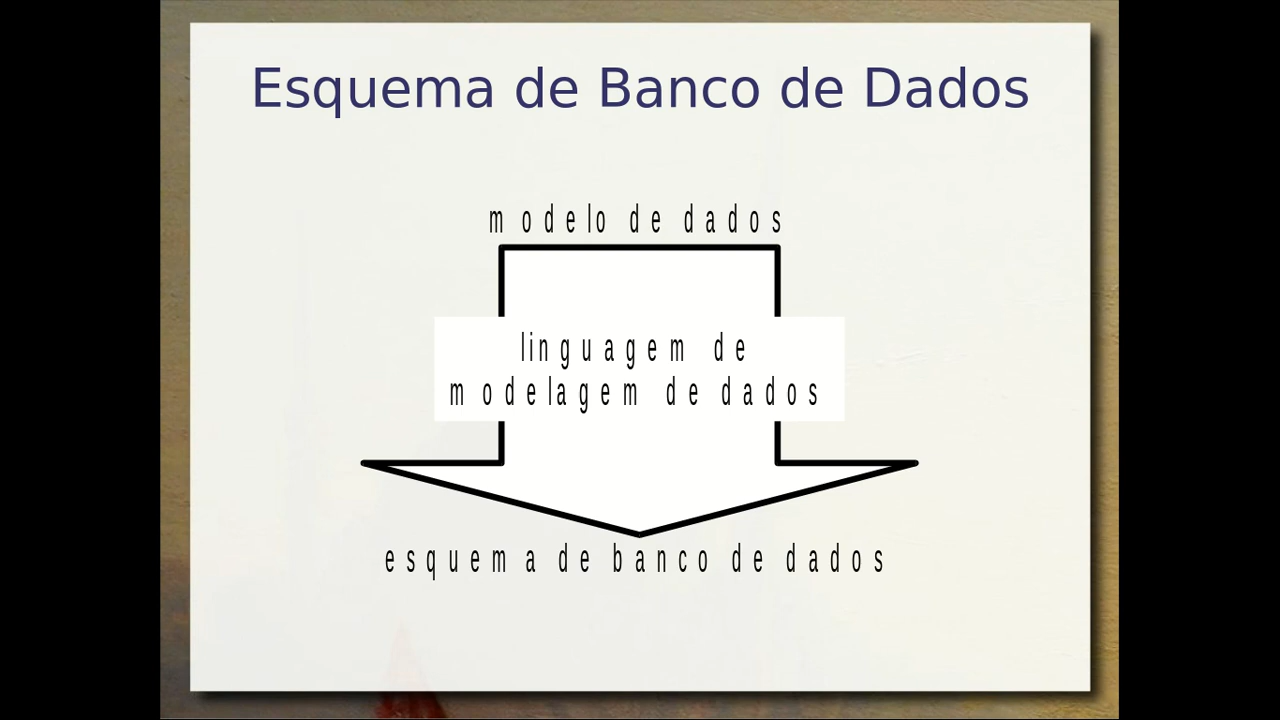 Esquema de Banco de Dados
modelo de dados
linguagem de
modelagem de dados
esquema de banco de dados